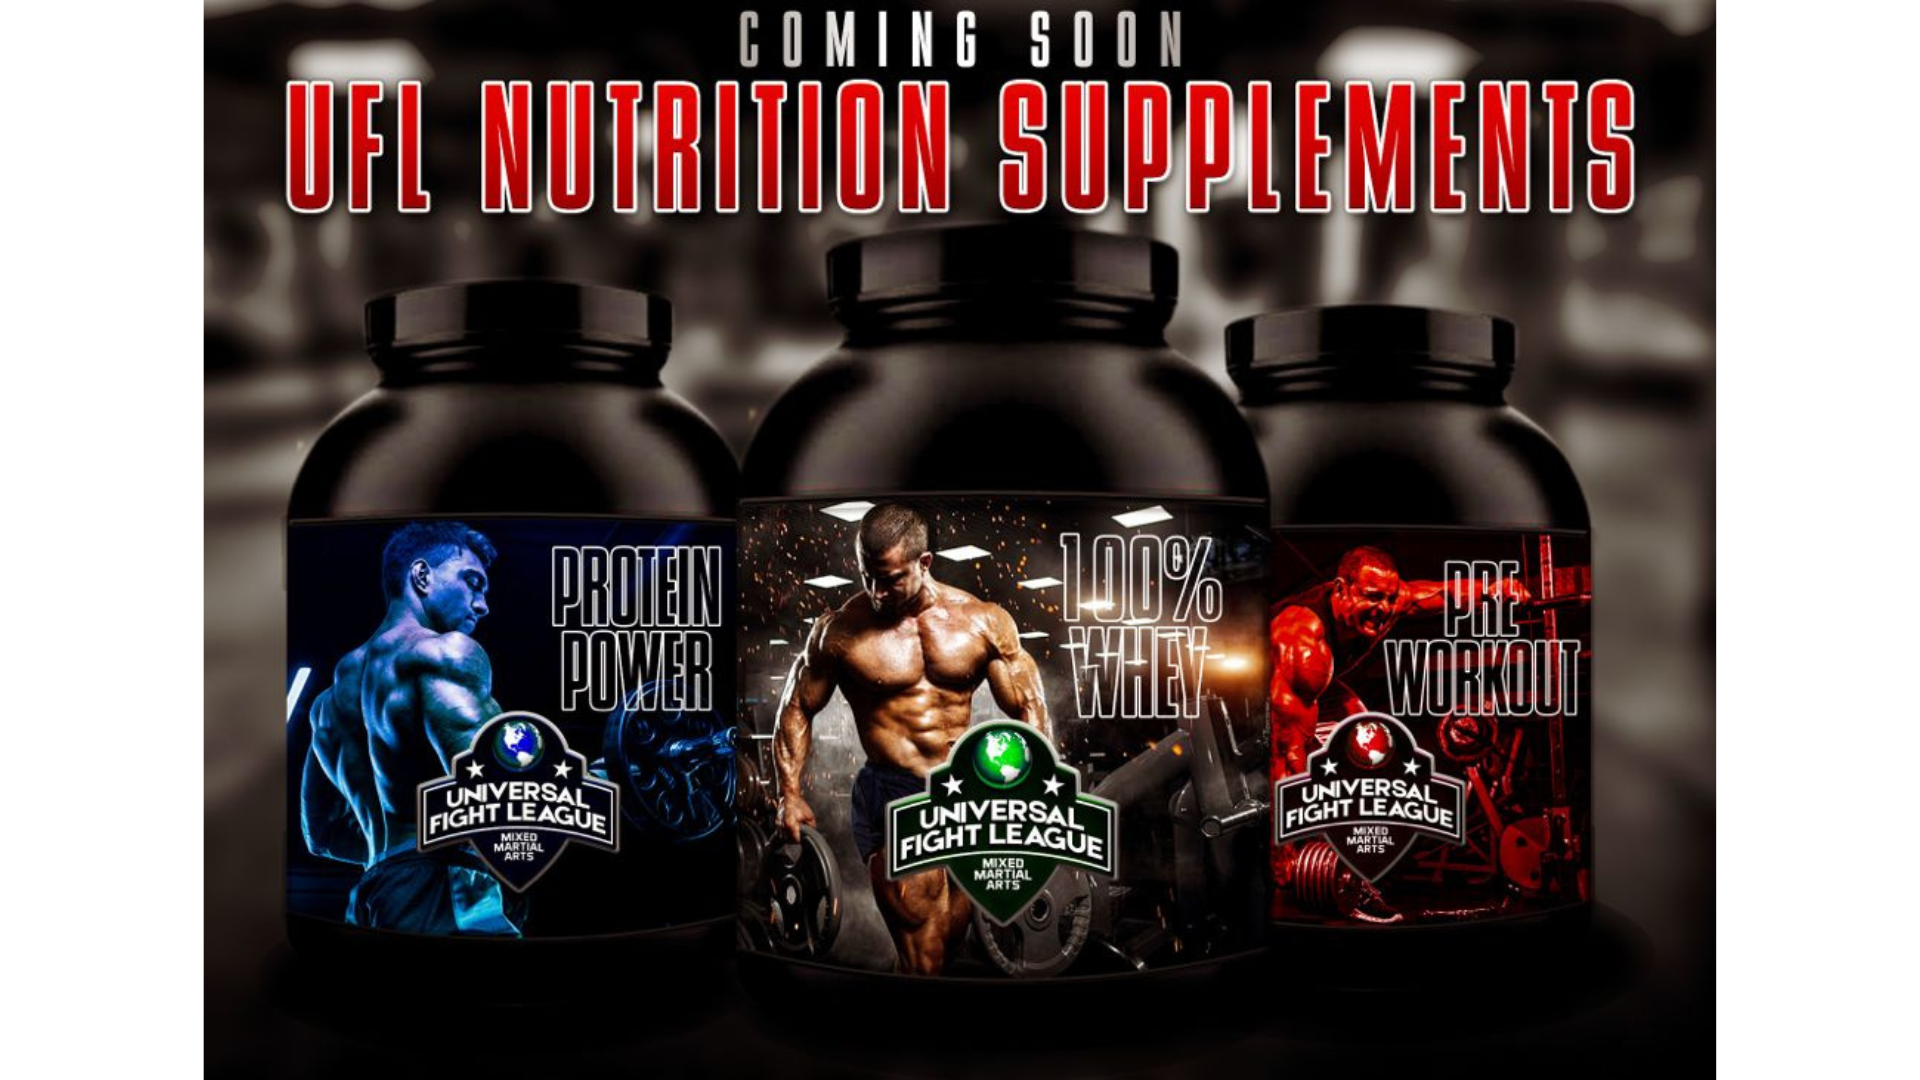 COMING SOON
UFL NUTRITION SUPPLEMENTS
PROTEIN
POWER
UNIVERSAL
FIGHT LEAGUE
MIXED
MARTIAL
ARTS
100%
WHEY
UNIVERSAL
FIGHT LEAGUE
MIXED
MARTIAL
ARTS
PRE
WORKOUT
UNIVERSAL
FIGHT LEAGUE
MIXED
MARTIAL
ARTS